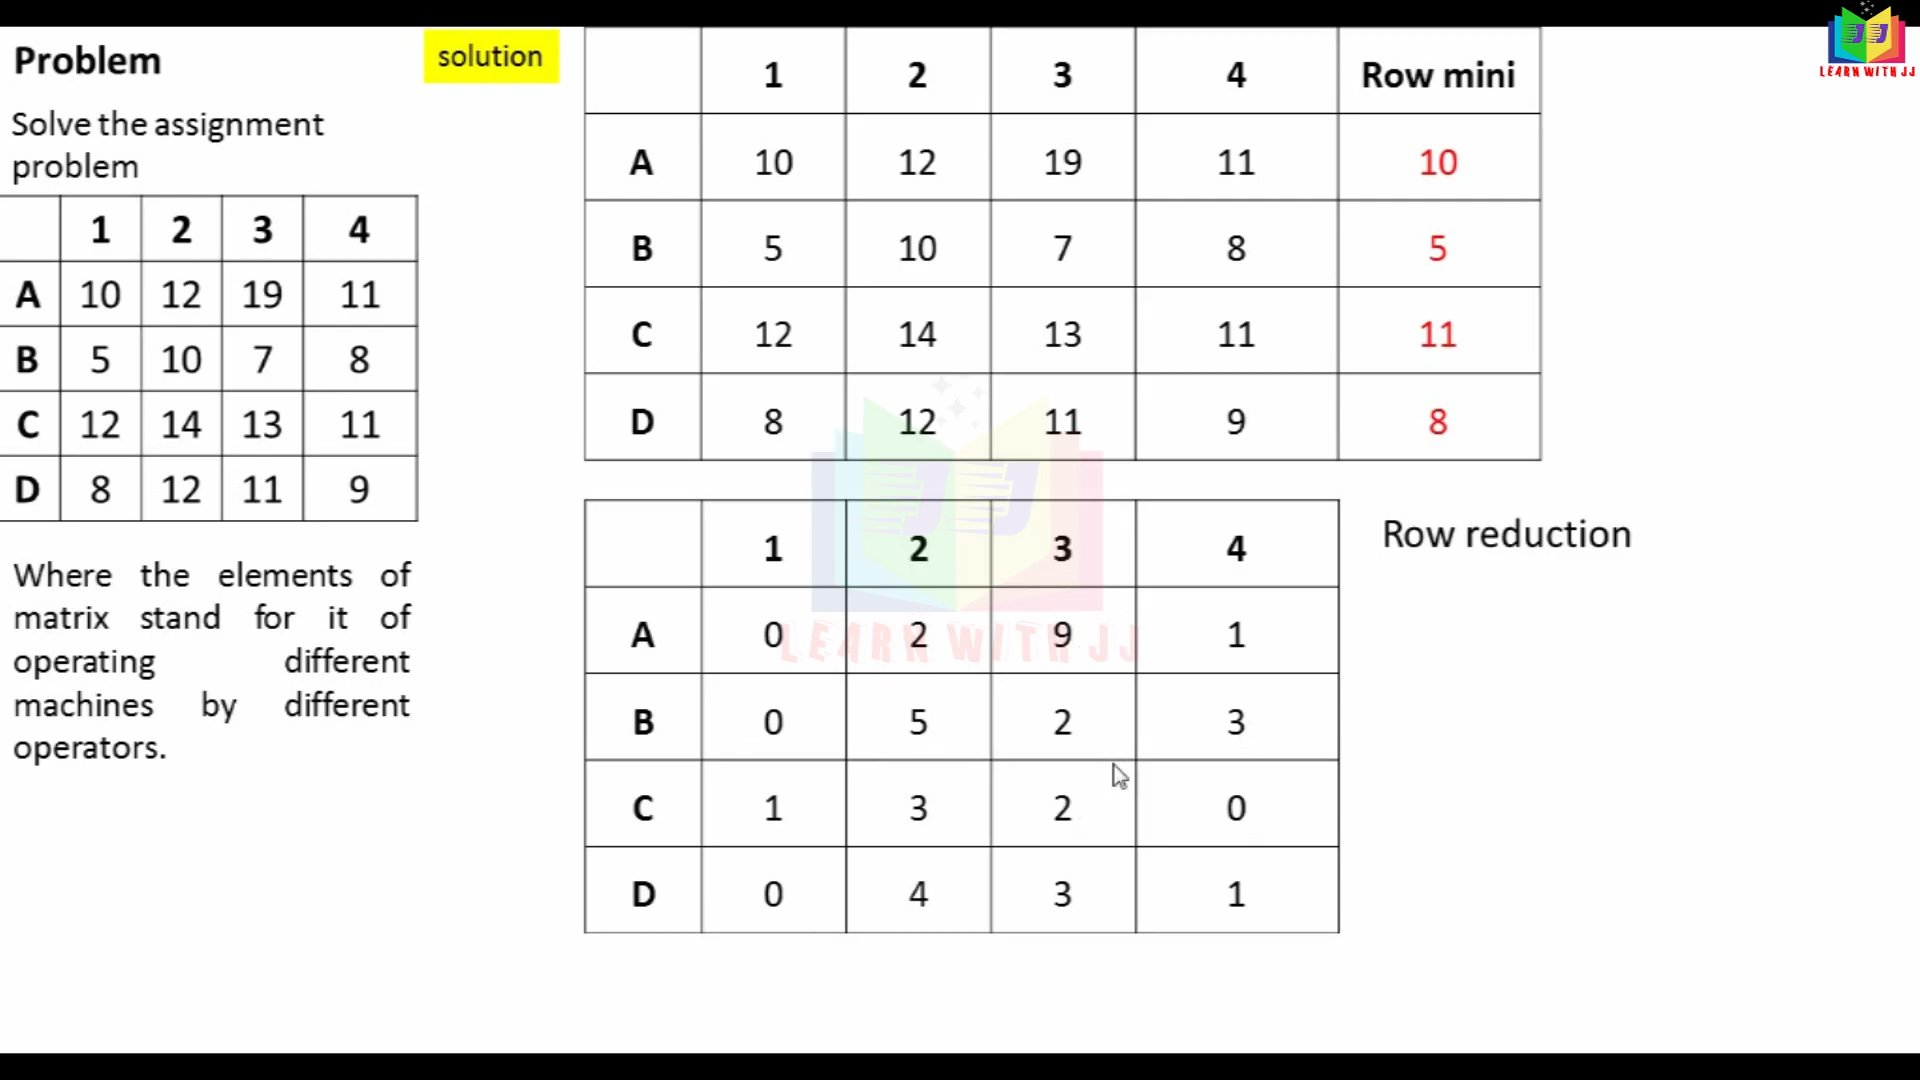 Problem
Solve the assignment
problem
1 2 3 4
A 10 12 19 11
B 5 10 7 8
C 12 14 13 11
D 8 12 11 9
Where the elements of
matrix stand for it of
operating different
machines by different
operators.
solution
1 2 3 4 Row mini
A 10 12 19 11 10
B 5 10 7 8 5
C 12 14 13 11 11
D 8 12 11 9 8
1 2 3 4
A 0 2 9 1
B 0 5 2 3
C 1 3 2 0
D 0 4 3 1
Row reduction
JJ
LEARN WITH JJ
JJ
LEARN WITH JJ